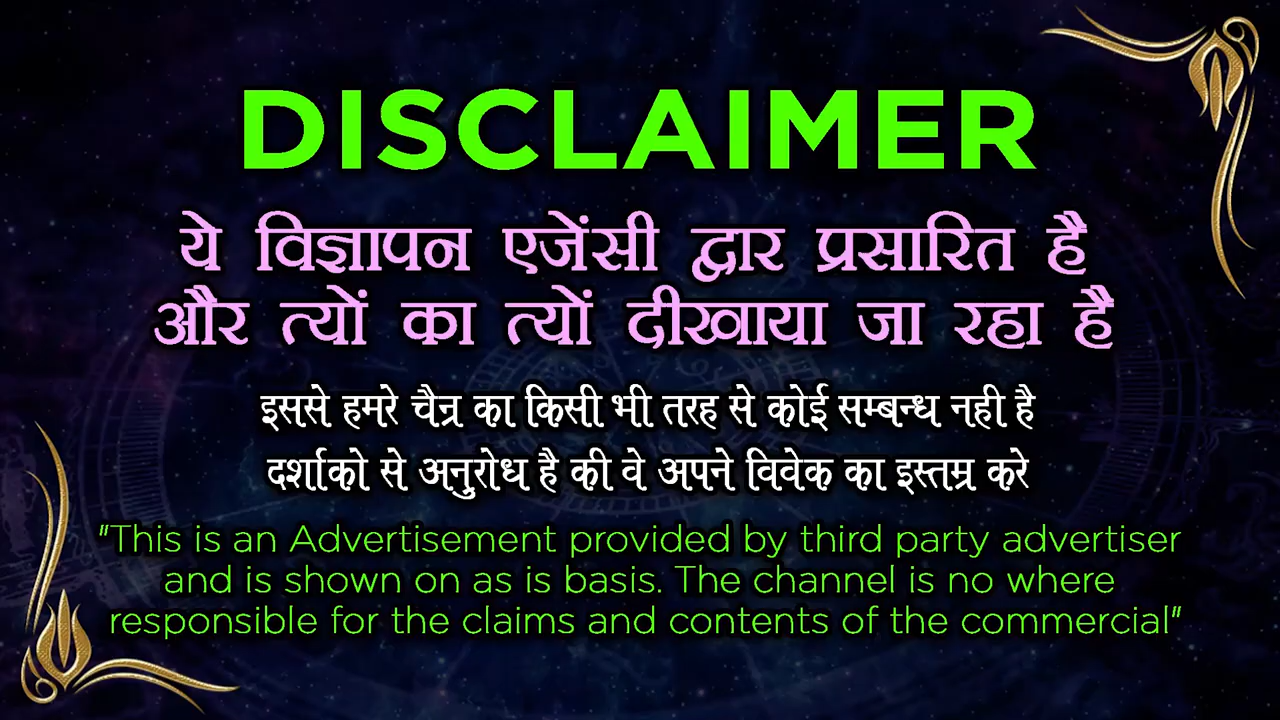 DISCLAIMER
ये विज्ञापन एजेंसी द्वार प्रसारित है
और त्यों का त्यों दीखाया जा रहा है
इससे हमरे चैन्र का किसी भी तरह से कोई सम्बन्ध नही है
दर्शाको से अनुरोध है की वे अपने विवेक का इस्तम्र करे
"This is an Advertisement provided by third party advertiser
and is shown on as is basis. The channel is no where
responsible for the claims and contents of the commercial"